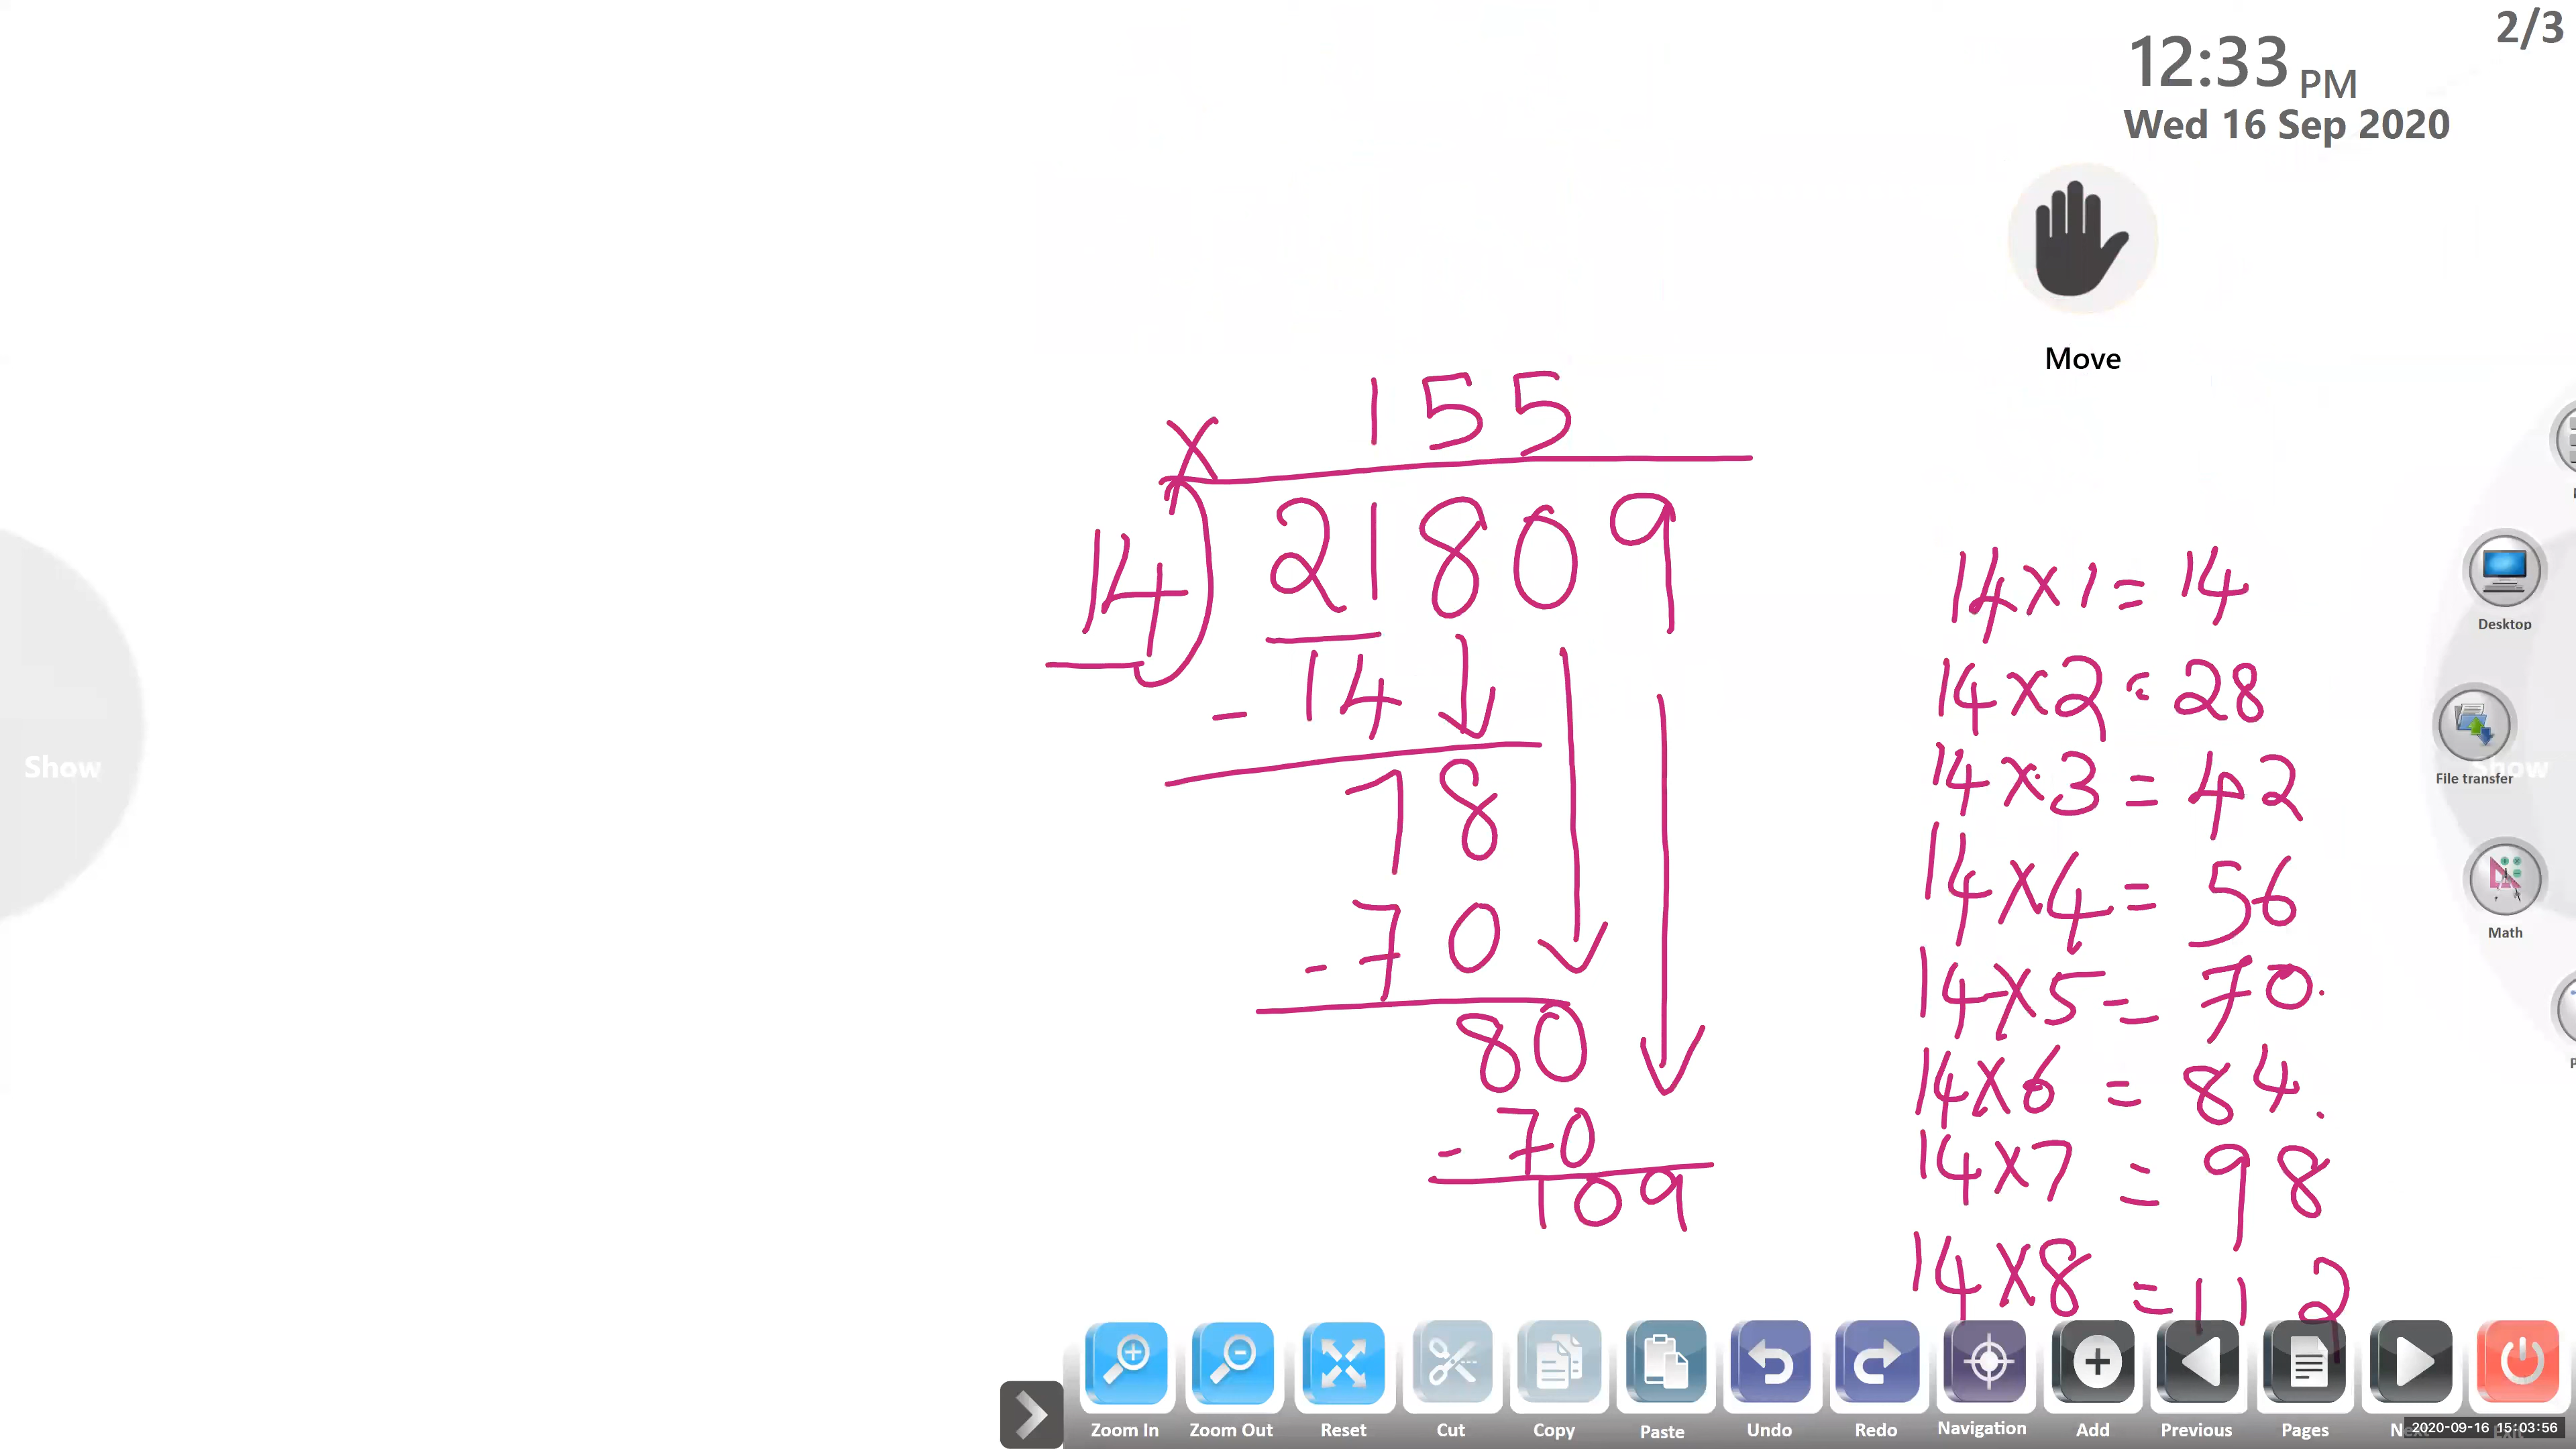 2/3
12:33 PM
Wed 16 Sep 2020
Move
155
x
14) 21809
- 14
78
- 70
80
- 70
109
14x1=14
14x2=28
14x3=42
14x4=56
14x5=70.
14x6=84.
14x7=98
14x8=112
Show
Desktop
Show
File transfer
Math
Zoom In
Zoom Out
Reset
Cut
Copy
Paste
Undo
Redo
Navigation
Add
Previous
Pages
2020-09-16 15:03:56